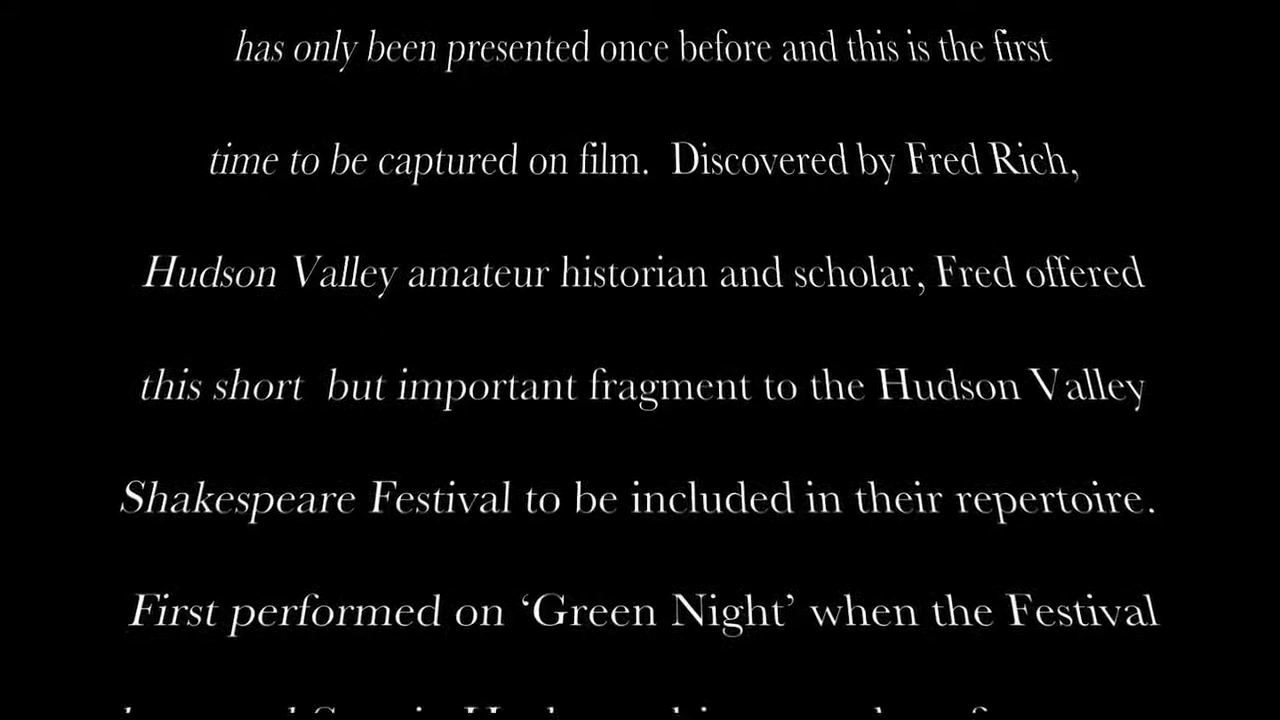 has only been presented once before and this is the first
time to be captured on film.  Discovered by Fred Rich,
Hudson Valley amateur historian and scholar, Fred offered
this short  but important fragment to the Hudson Valley
Shakespeare Festival to be included in their repertoire.
First performed on ‘Green Night’ when the Festival